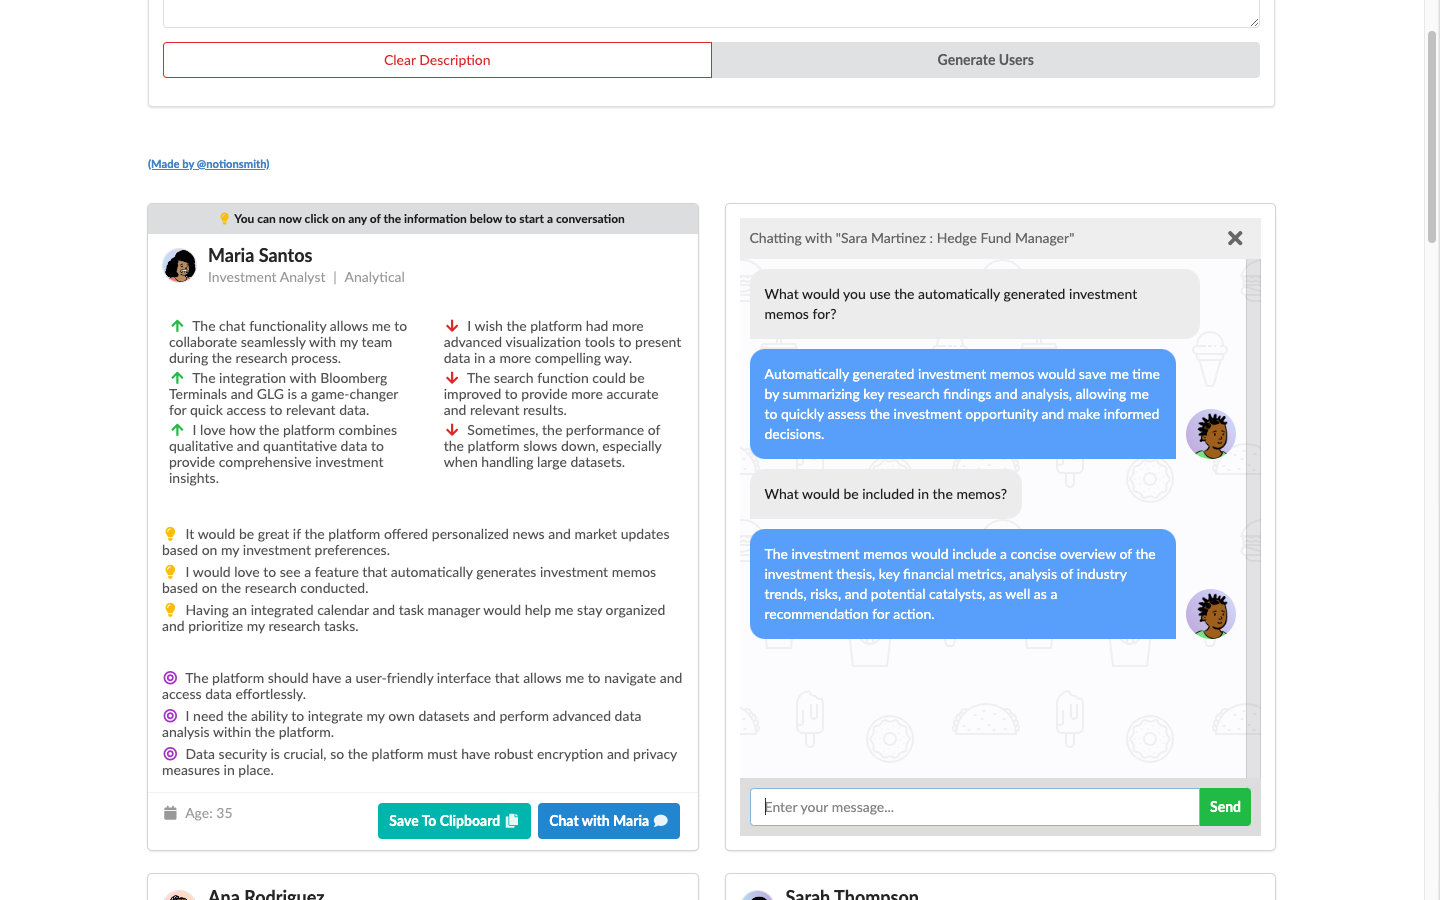 Clear Description
Generate Users
(Made by @notionsmith)
You can now click on any of the information below to start a conversation
Maria Santos
Investment Analyst | Analytical
The chat functionality allows me to
collaborate seamlessly with my team
during the research process.
The integration with Bloomberg
Terminals and GLG is a game-changer
for quick access to relevant data.
I love how the platform combines
qualitative and quantitative data to
provide comprehensive investment
insights.
I wish the platform had more
advanced visualization tools to present
data in a more compelling way.
The search function could be
improved to provide more accurate
and relevant results.
Sometimes, the performance of
the platform slows down, especially
when handling large datasets.
It would be great if the platform offered personalized news and market updates
based on my investment preferences.
I would love to see a feature that automatically generates investment memos
based on the research conducted.
Having an integrated calendar and task manager would help me stay organized
and prioritize my research tasks.
The platform should have a user-friendly interface that allows me to navigate and
access data effortlessly.
I need the ability to integrate my own datasets and perform advanced data
analysis within the platform.
Data security is crucial, so the platform must have robust encryption and privacy
measures in place.
Age: 35
Save To Clipboard
Chat with Maria
Chatting with "Sara Martinez : Hedge Fund Manager"
What would you use the automatically generated investment
memos for?
Automatically generated investment memos would save me time
by summarizing key research findings and analysis, allowing me
to quickly assess the investment opportunity and make informed
decisions.
What would be included in the memos?
The investment memos would include a concise overview of the
investment thesis, key financial metrics, analysis of industry
trends, risks, and potential catalysts, as well as a
recommendation for action.
Enter your message...
Send
Ana Rodriguez
Sarah Thompson